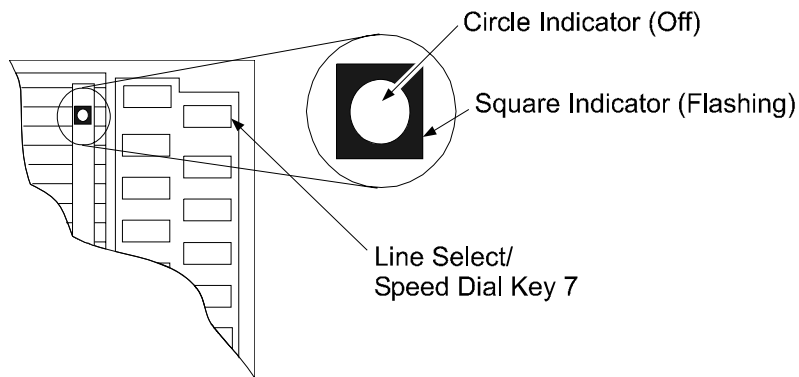 Circle Indicator (Off)
Square Indicator (Flashing)
Line Select/
Speed Dial Key 7